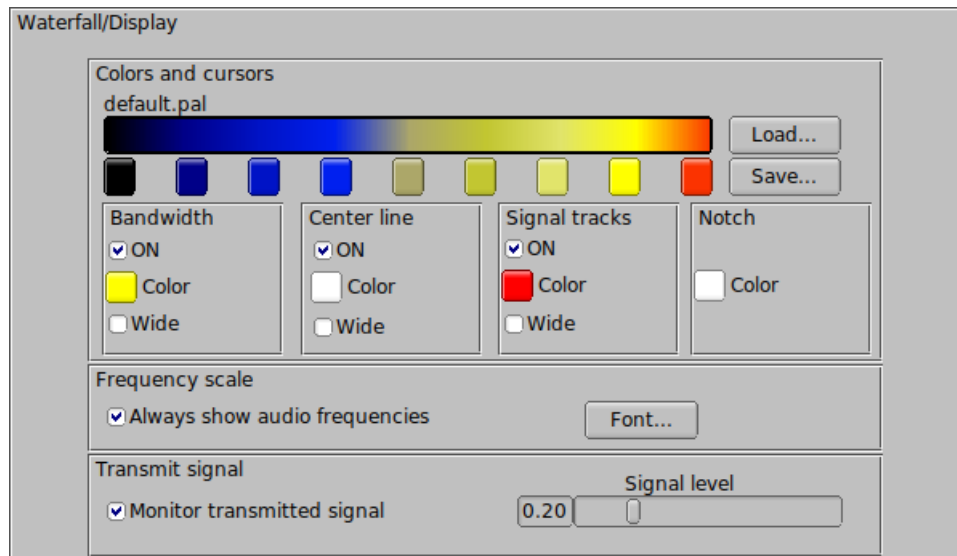 Waterfall/Display
Colors and cursors
default.pal
Load...
Save...
Bandwidth
ON
Color
Wide
Center line
ON
Color
Wide
Signal tracks
ON
Color
Wide
Notch
Color
Frequency scale
Always show audio frequencies
Font...
Transmit signal
Signal level
Monitor transmitted signal
0.20